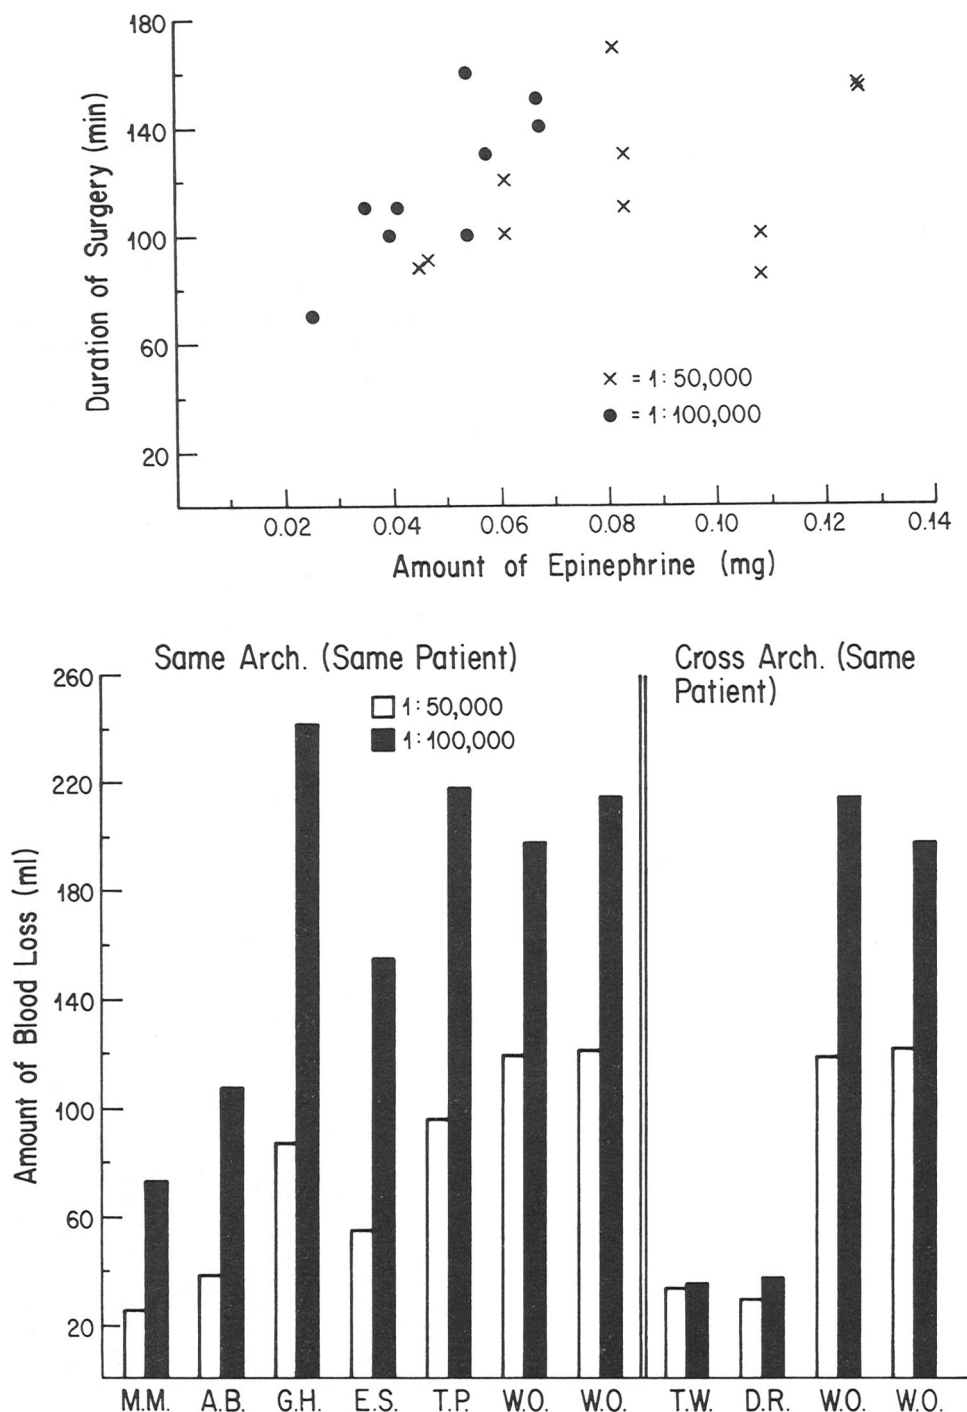 180
140
100
60
20
Duration of Surgery (min)
× = 1:50,000
● = 1:100,000
0.02 0.04 0.06 0.08 0.10 0.12 0.14
Amount of Epinephrine (mg)
Same Arch. (Same Patient)
Cross Arch. (Same
Patient)
1:50,000
1:100,000
260
220
180
140
100
60
20
Amount of Blood Loss (ml)
M.M. A.B. G.H. E.S. T.P. W.O. W.O. T.W. D.R. W.O. W.O.